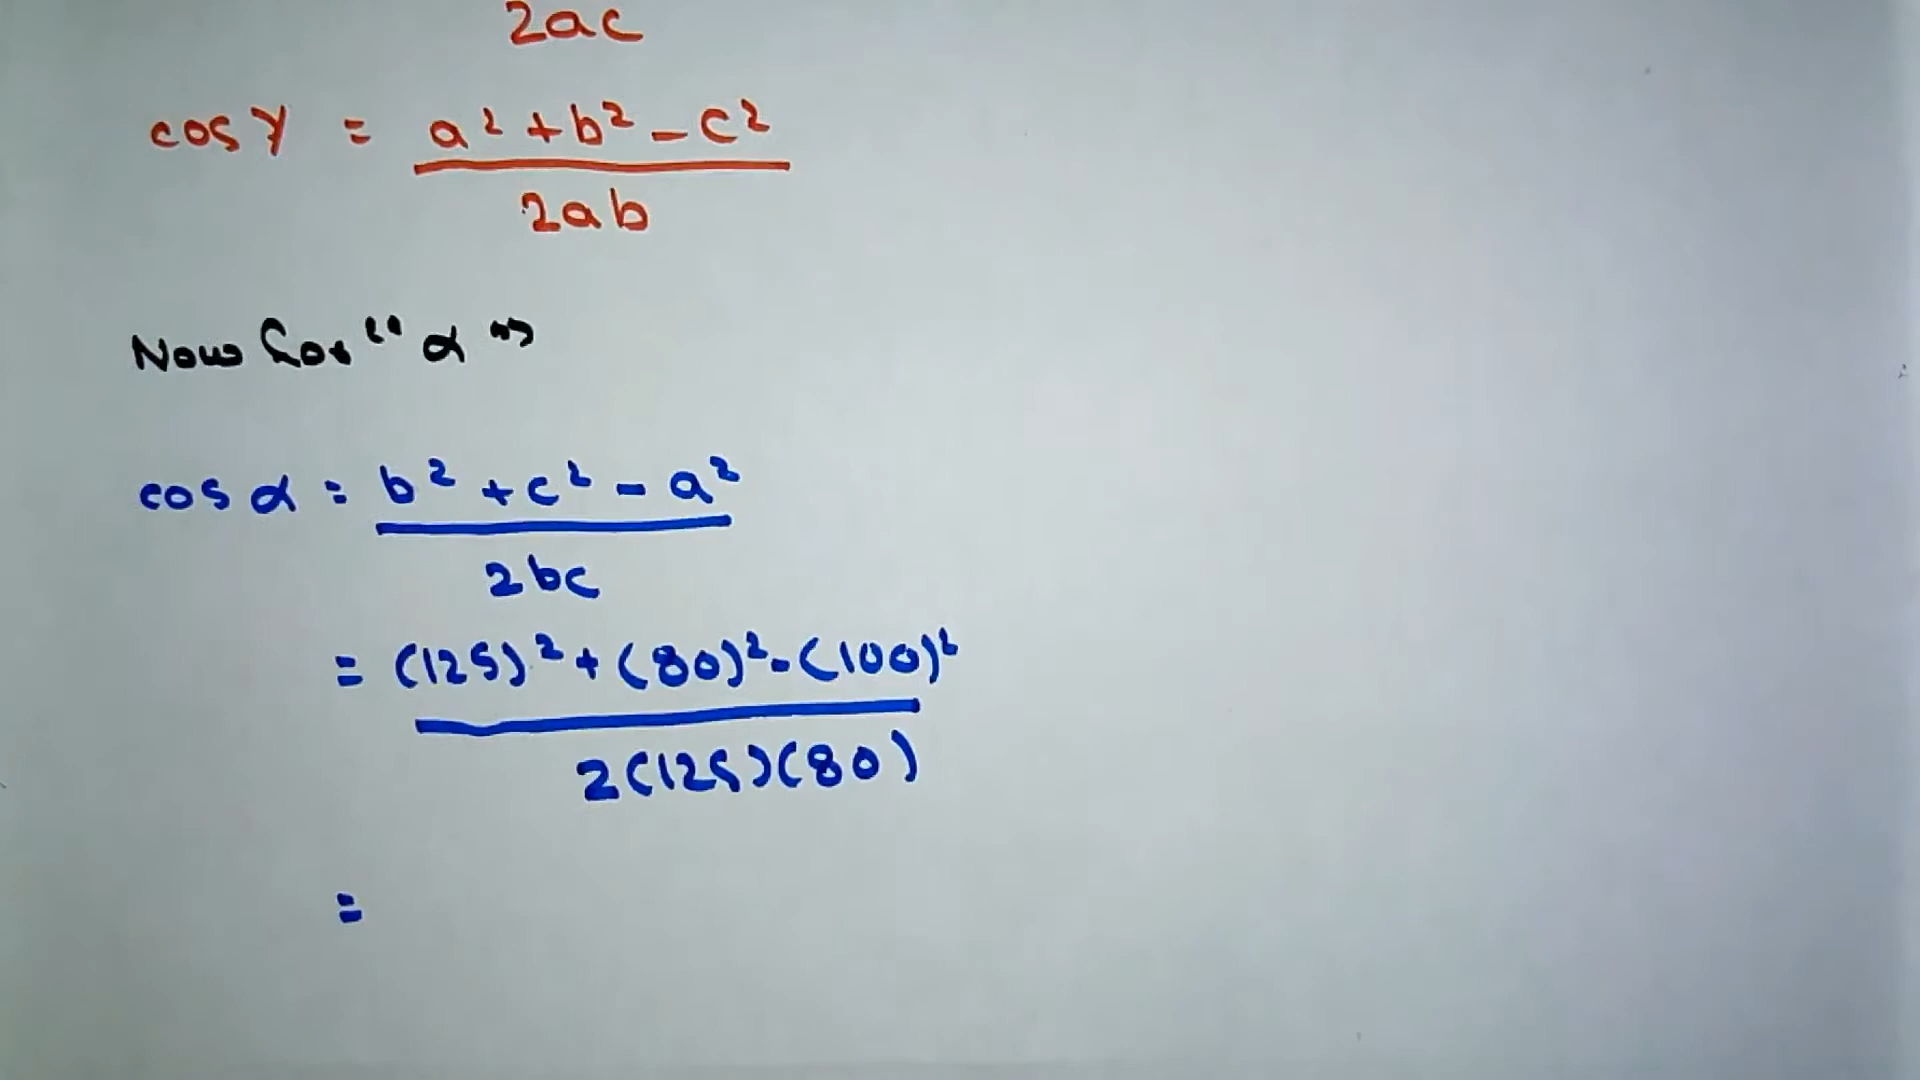 2ac
cos γ = a² + b² - c²
2ab
Now for "α"
cos α = b² + c² - a²
2bc
= (125)² + (80)² - (100)²
2(125)(80)
=